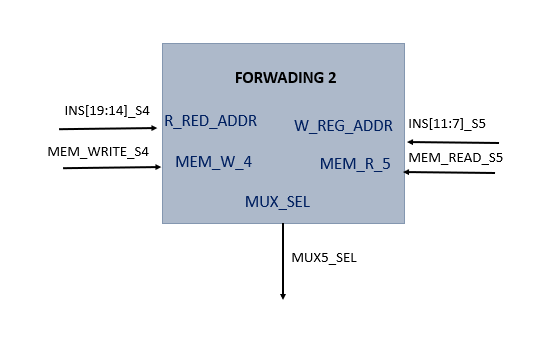 FORWADING 2
INS[19:14]_S4
R_RED_ADDR
W_REG_ADDR
INS[11:7]_S5
MEM_WRITE_S4
MEM_W_4
MEM_R_5
MEM_READ_S5
MUX_SEL
MUX5_SEL